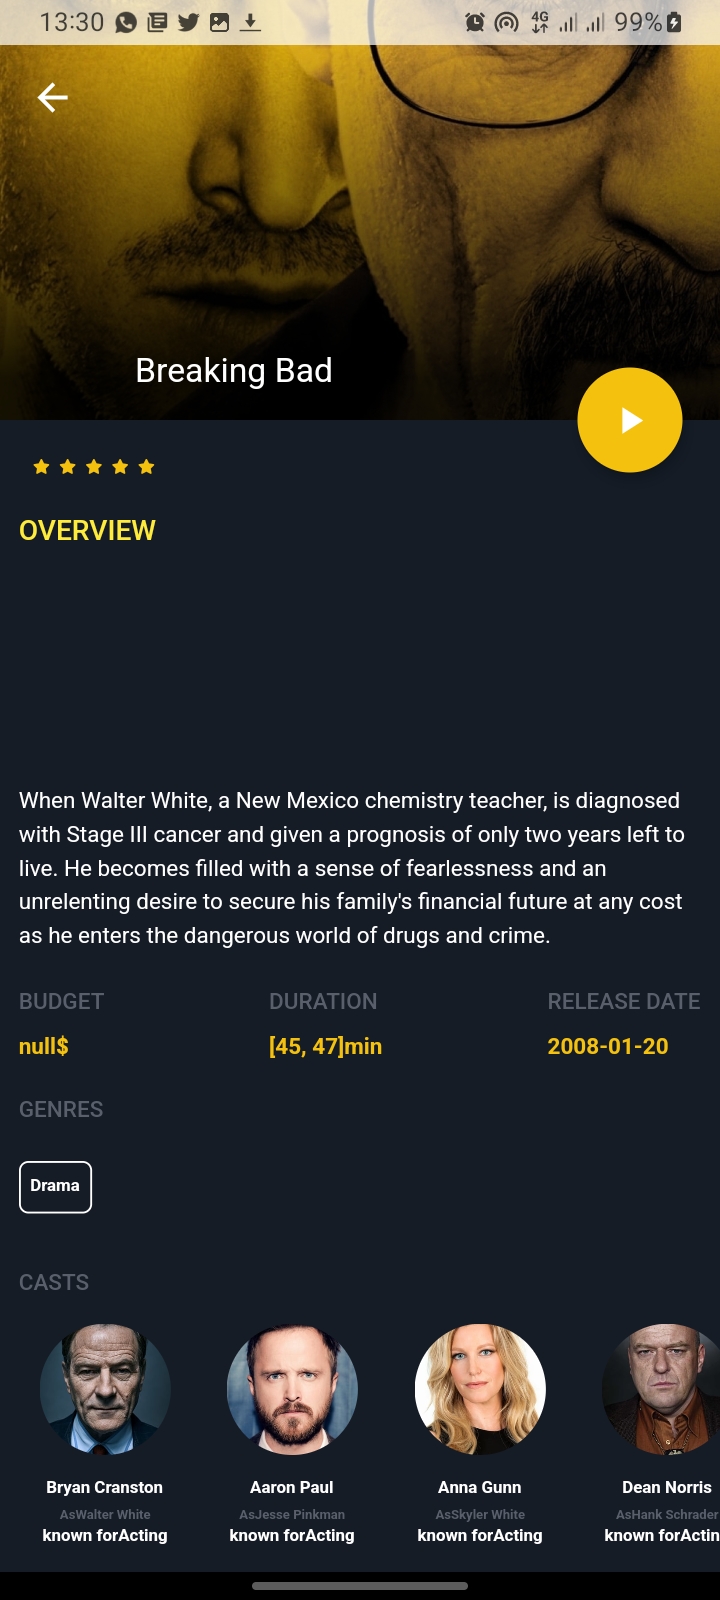 13:30
4G
99%
Breaking Bad
OVERVIEW
When Walter White, a New Mexico chemistry teacher, is diagnosed
with Stage III cancer and given a prognosis of only two years left to
live. He becomes filled with a sense of fearlessness and an
unrelenting desire to secure his family's financial future at any cost
as he enters the dangerous world of drugs and crime.
BUDGET DURATION RELEASE DATE
null$ [45, 47]min 2008-01-20
GENRES
Drama
CASTS
Bryan Cranston Aaron Paul Anna Gunn Dean Norris
AsWalter White AsJesse Pinkman AsSkyler White AsHank Schrader
known forActing known forActing known forActing known forActin